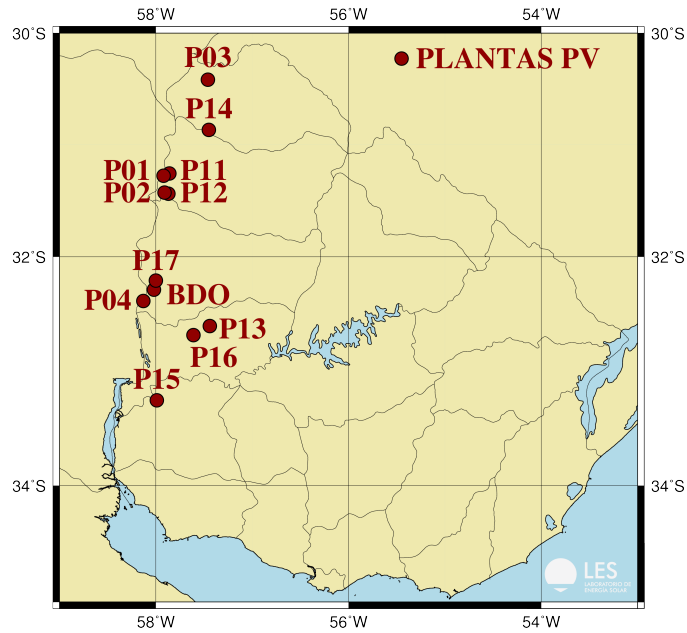 58°W
56°W
54°W
30°S
30°S
P03
PLANTAS PV
P14
P01
P11
P02
P12
32°S
32°S
P17
P04
BDO
P13
P16
P15
34°S
34°S
LES
LABORATORIO DE
ENERGÍA SOLAR
58°W
56°W
54°W